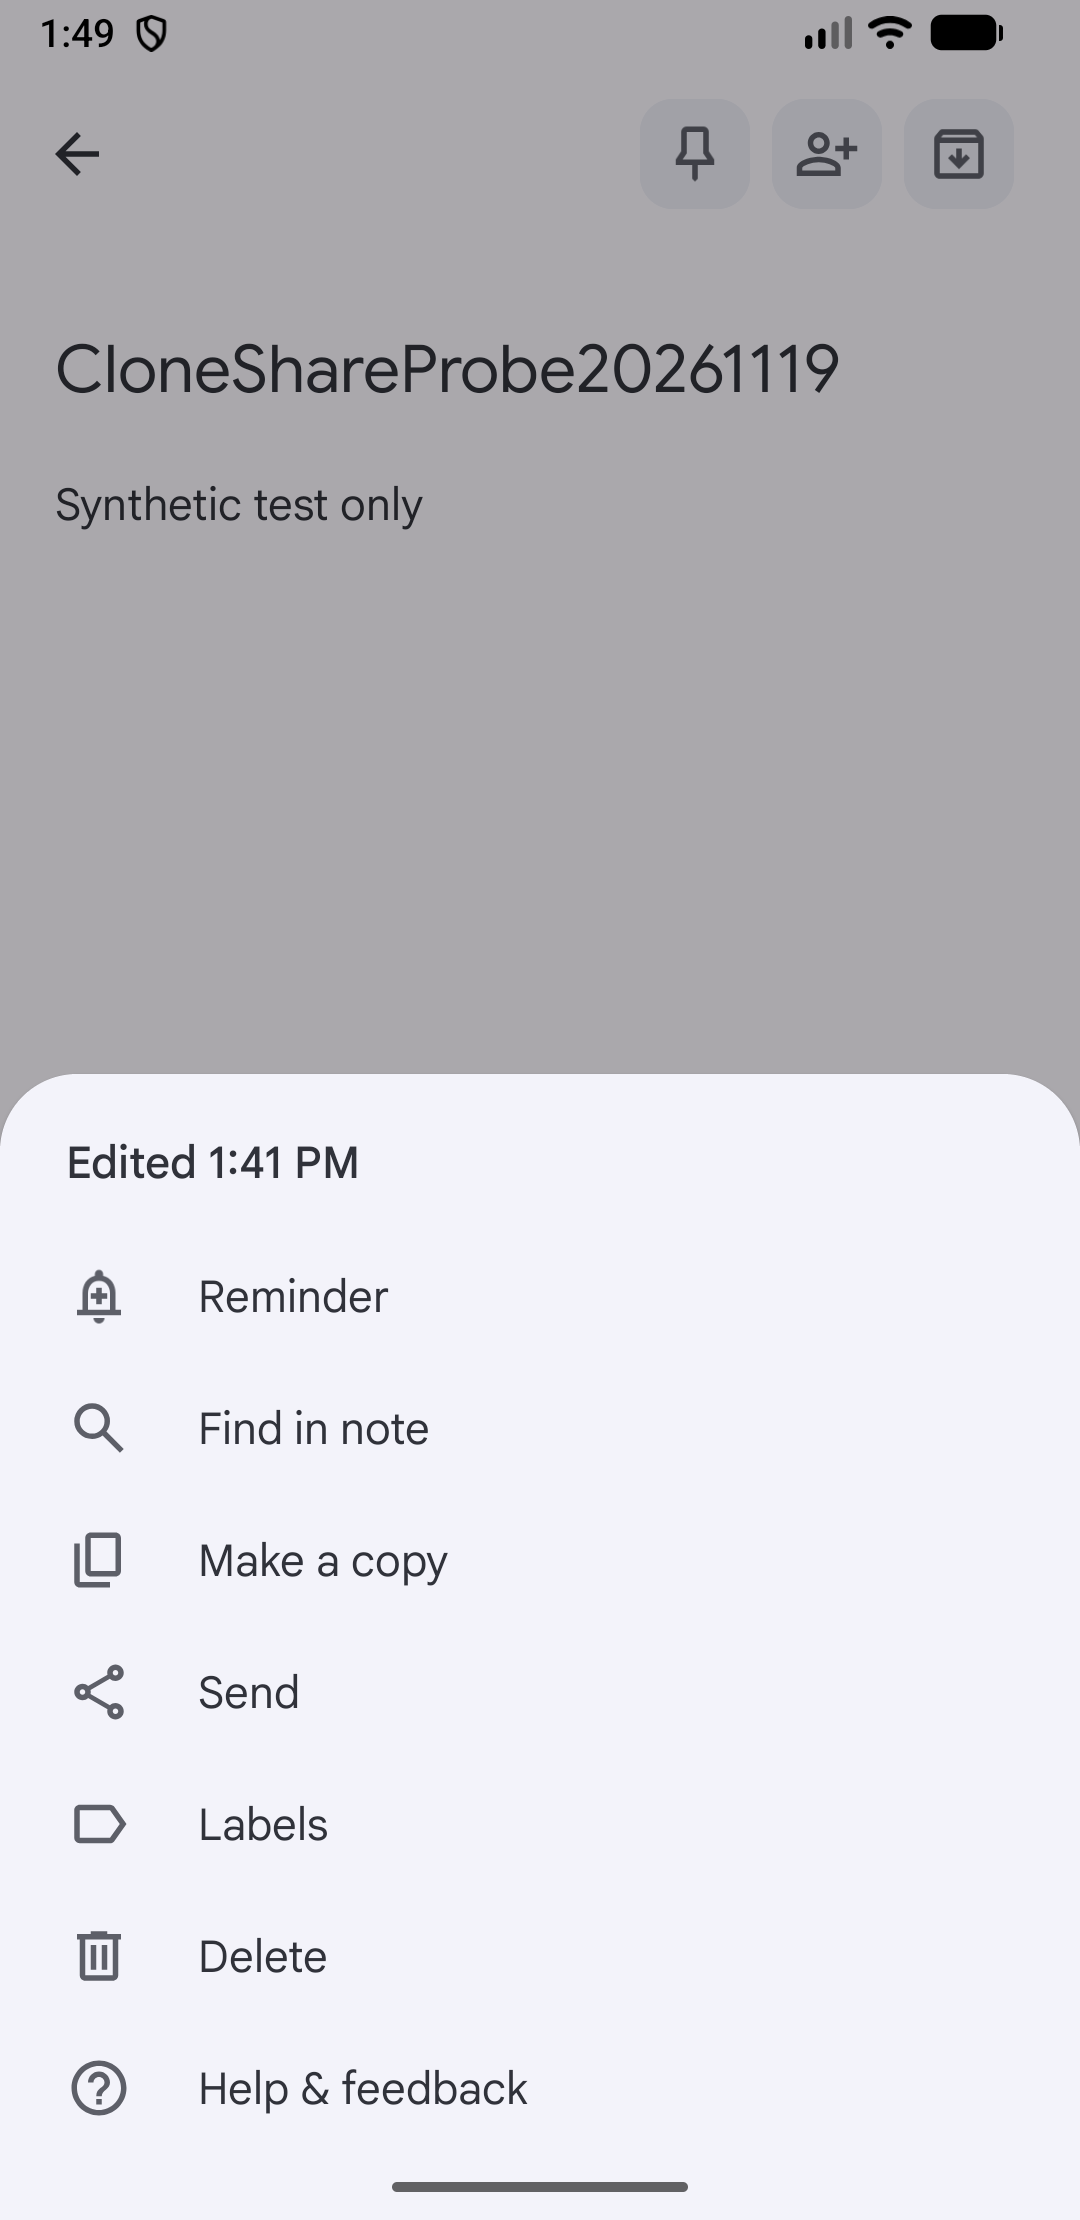 1:49
CloneShareProbe20261119
Synthetic test only
Edited 1:41 PM
Reminder
Find in note
Make a copy
Send
Labels
Delete
Help & feedback